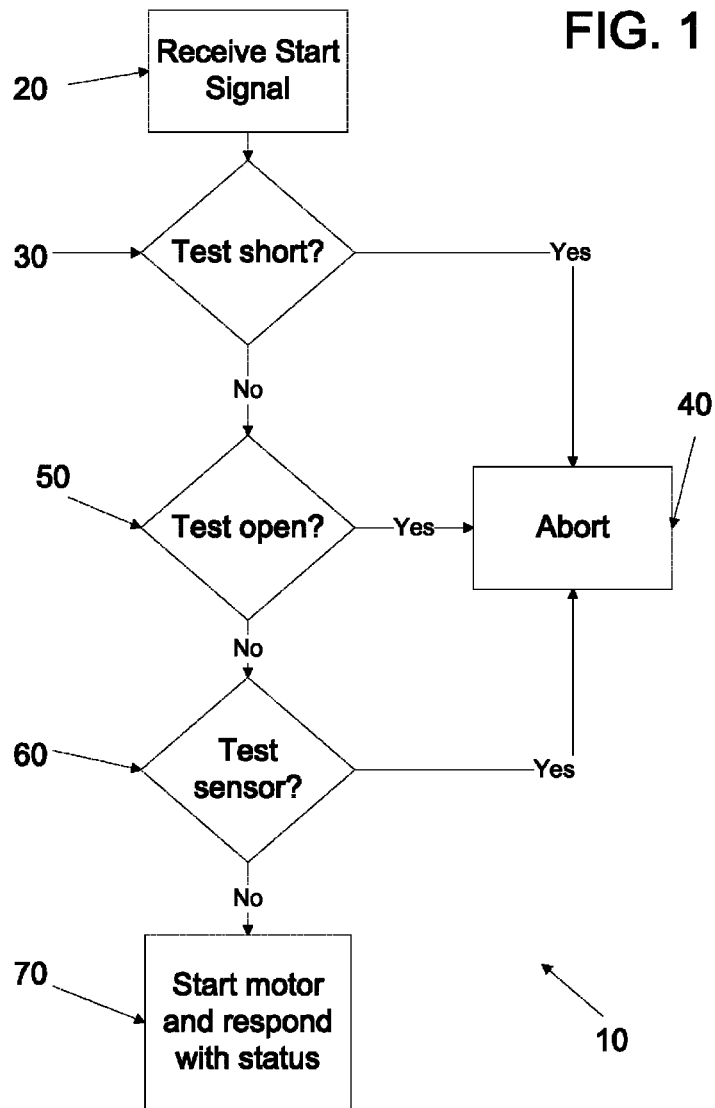 FIG. 1
Receive Start
Signal
20
Test short?
30
Yes
No
40
50
Test open?
Yes
Abort
No
60
Test
sensor?
Yes
No
70
Start motor
and respond
with status
10